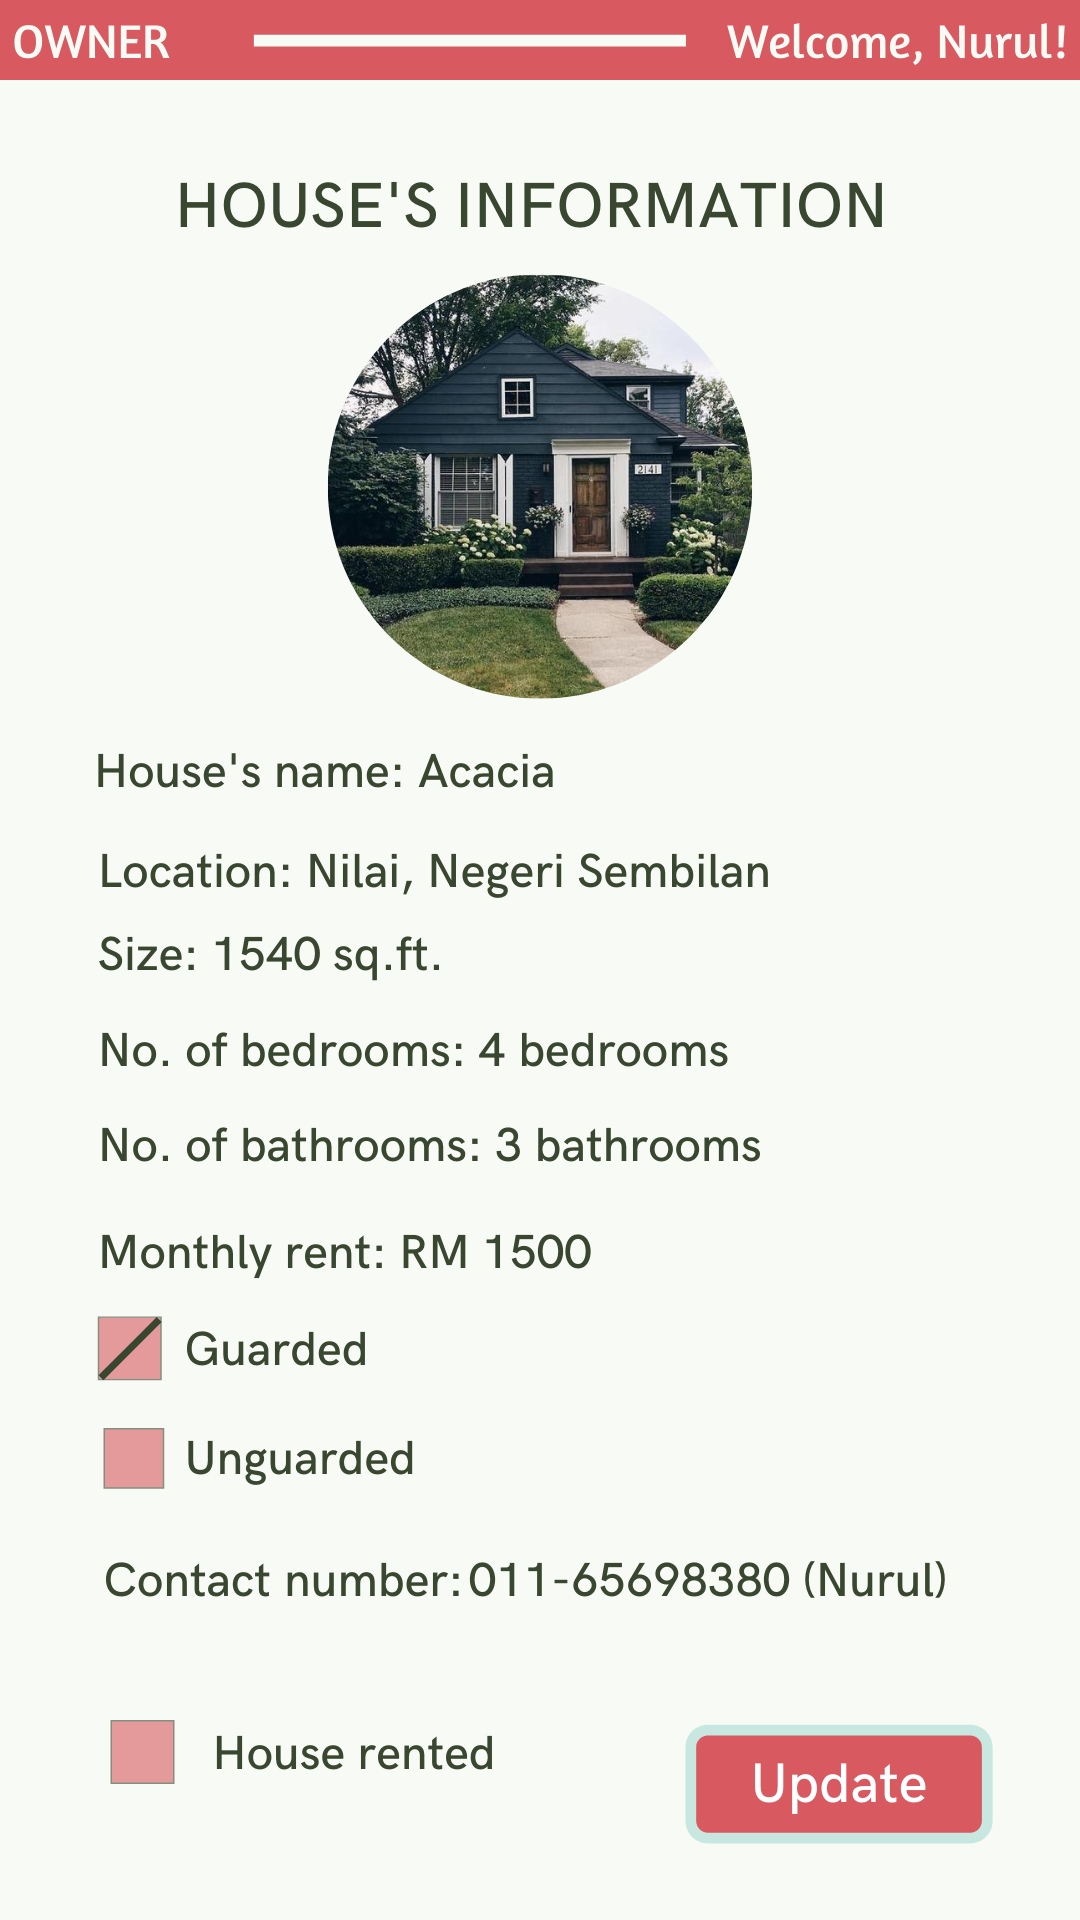 OWNER
Welcome, Nurul!
HOUSE'S INFORMATION
2141
House's name: Acacia
Location: Nilai, Negeri Sembilan
Size: 1540 sq.ft.
No. of bedrooms: 4 bedrooms
No. of bathrooms: 3 bathrooms
Monthly rent: RM 1500
Guarded
Unguarded
Contact number: 011-65698380 (Nurul)
House rented
Update